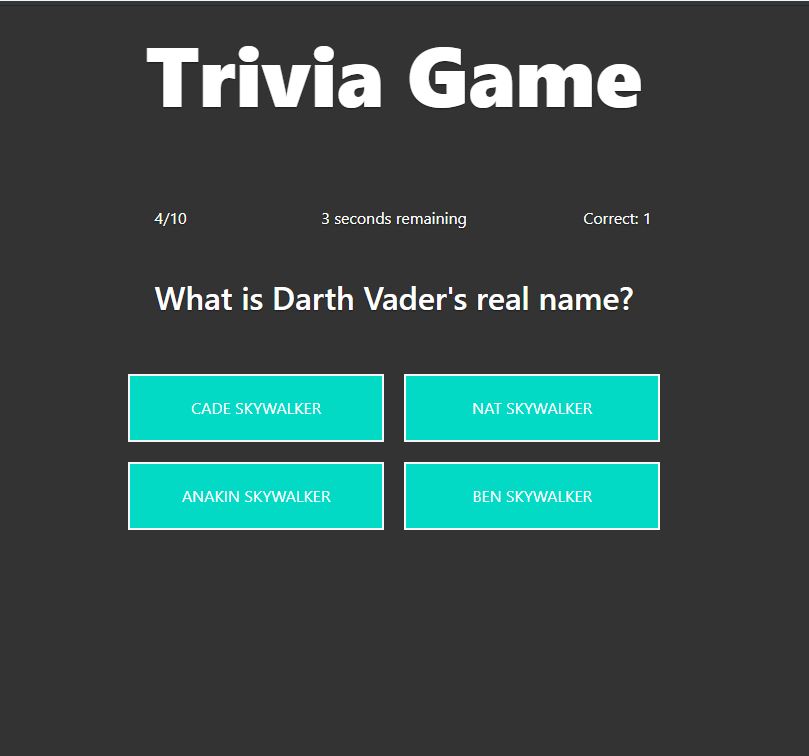 Trivia Game
4/10 3 seconds remaining Correct: 1
What is Darth Vader's real name?
CADE SKYWALKER NAT SKYWALKER
ANAKIN SKYWALKER BEN SKYWALKER